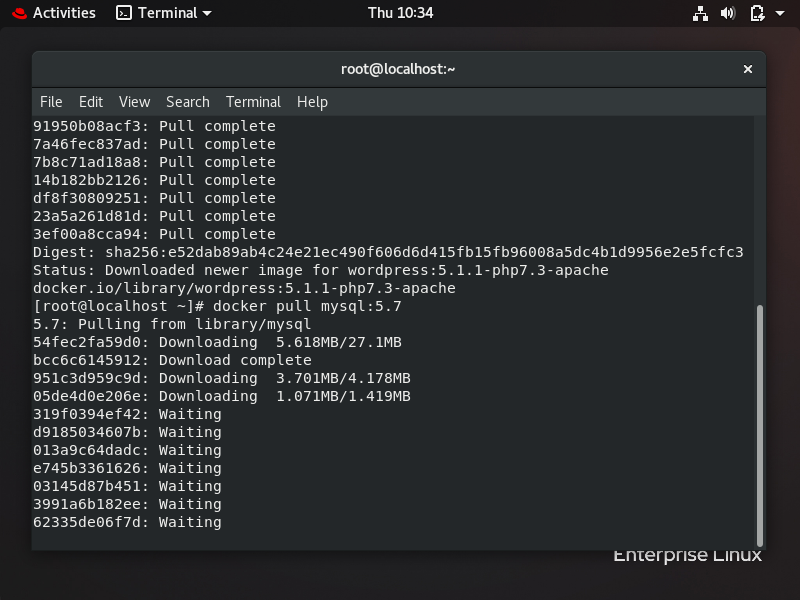 Activities Terminal Thu 10:34
root@localhost:~
File Edit View Search Terminal Help
91950b08acf3: Pull complete
7a46fec837ad: Pull complete
7b8c71ad18a8: Pull complete
14b182bb2126: Pull complete
df8f30809251: Pull complete
23a5a261d81d: Pull complete
3ef00a8cca94: Pull complete
Digest: sha256:e52dab89ab4c24e21ec490f606d6d415fb15fb96008a5dc4b1d9956e2e5fcfc3
Status: Downloaded newer image for wordpress:5.1.1-php7.3-apache
docker.io/library/wordpress:5.1.1-php7.3-apache
[root@localhost ~]# docker pull mysql:5.7
5.7: Pulling from library/mysql
54fec2fa59d0: Downloading  5.618MB/27.1MB
bcc6c6145912: Download complete
951c3d959c9d: Downloading  3.701MB/4.178MB
05de4d0e206e: Downloading  1.071MB/1.419MB
319f0394ef42: Waiting
d9185034607b: Waiting
013a9c64dadc: Waiting
e745b3361626: Waiting
03145d87b451: Waiting
3991a6b182ee: Waiting
62335de06f7d: Waiting
Enterprise Linux